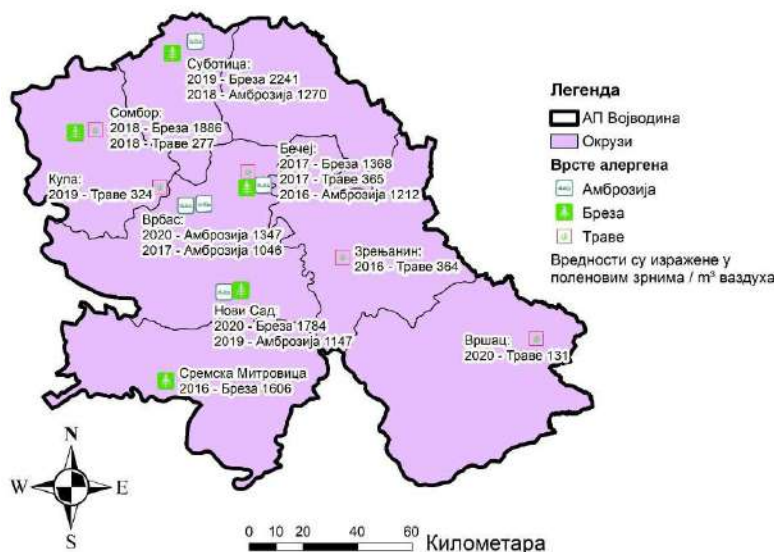 Суботица:
2019 - Бреза 2241
2018 - Амброзија 1270
Сомбор:
2018 - Бреза 1886
2018 - Траве 277
Бечеј:
2017 - Бреза 1368
2017 - Траве 365
2016 - Амброзија 1212
Кула:
2019 - Траве 324
Врбас:
2020 - Амброзија 1347
2017 - Амброзија 1046
Зрењанин:
2016 - Траве 364
Нови Сад:
2020 - Бреза 1784
2019 - Амброзија 1147
Вршац:
2020 - Траве 131
Сремска Митровица
2016 - Бреза 1606
Легенда
АП Војводина
Окрузи
Врсте алергена
Амброзија
Бреза
Траве
Вредности су изражене у
поленовим зрнима / m³ ваздуха
N
W E
S
0 10 20 40 60
Километара